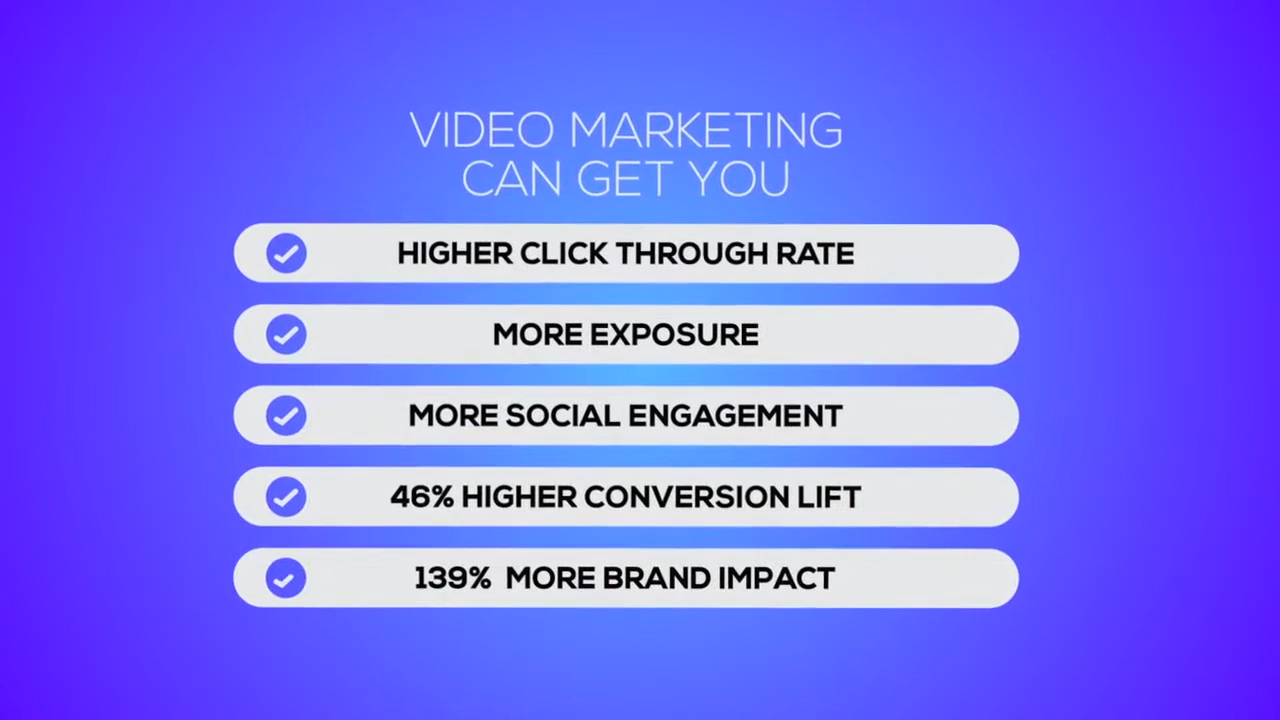 VIDEO MARKETING
CAN GET YOU
HIGHER CLICK THROUGH RATE
MORE EXPOSURE
MORE SOCIAL ENGAGEMENT
46% HIGHER CONVERSION LIFT
139% MORE BRAND IMPACT